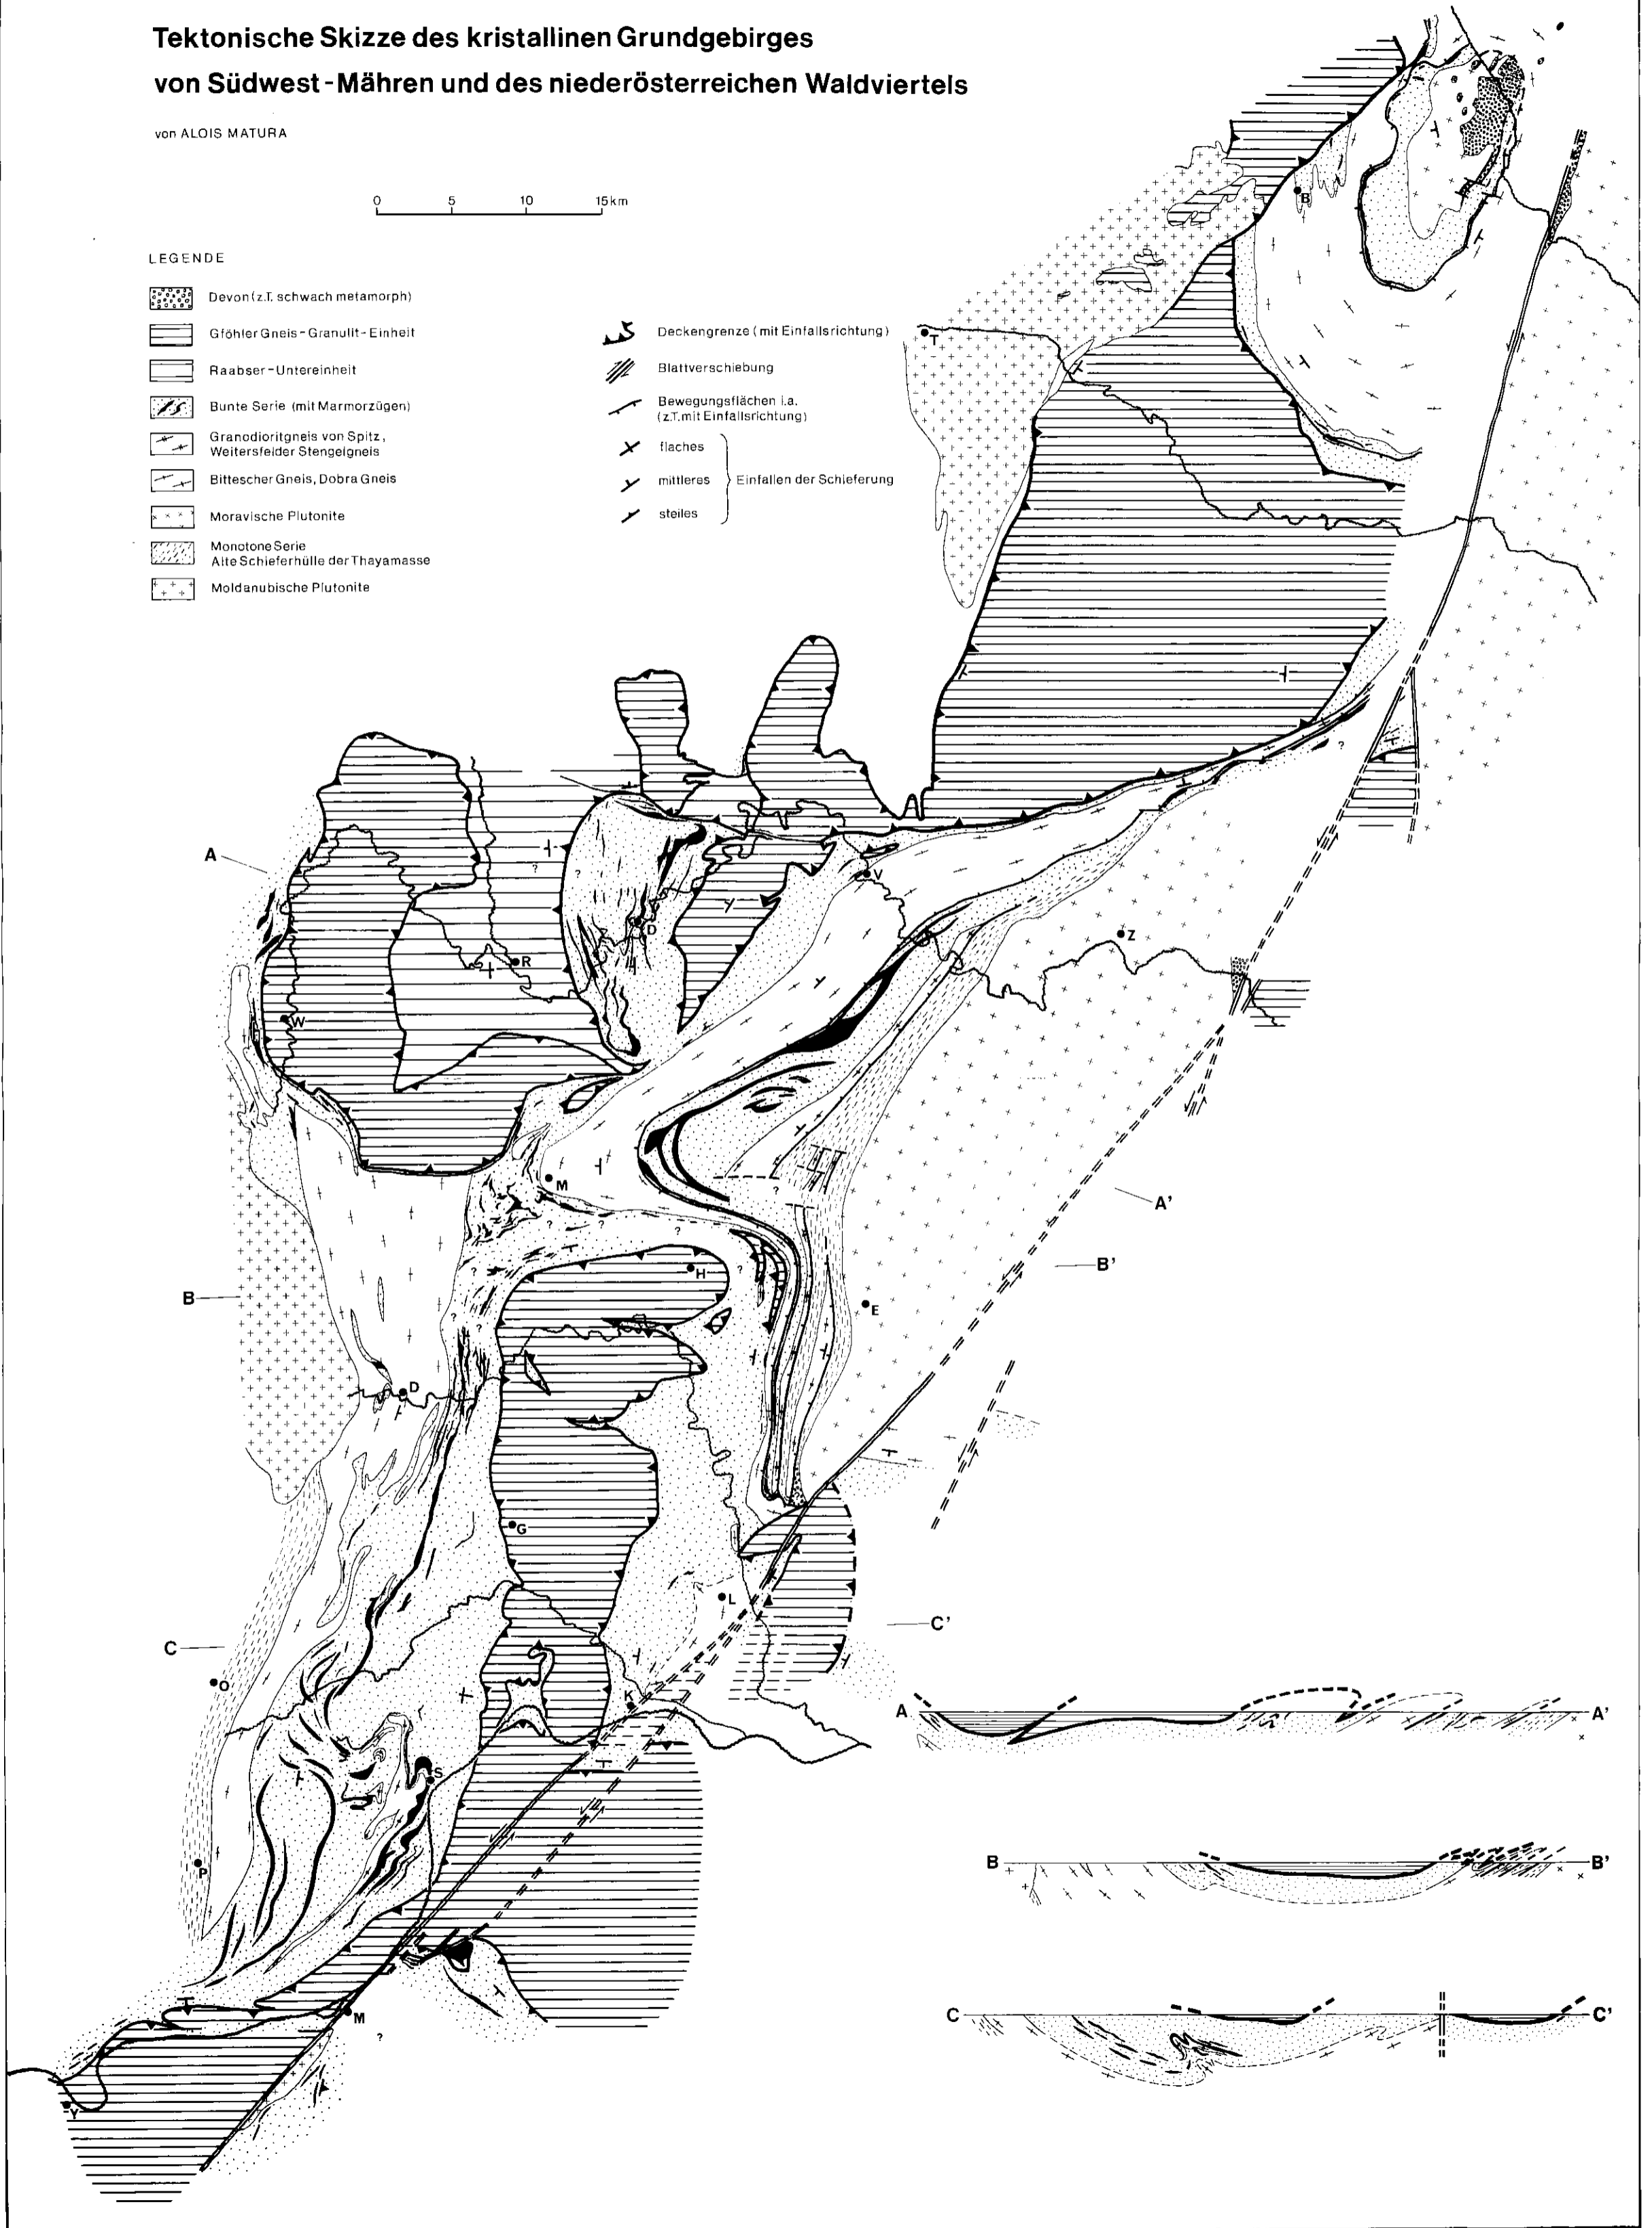 Tektonische Skizze des kristallinen Grundgebirges
von Südwest-Mähren und des niederösterreichen Waldviertels
von ALOIS MATURA
0 5 10 15km
LEGENDE
Devon (z.T. schwach metamorph)
Gföhler Gneis-Granulit-Einheit
Raabser-Untereinheit
Bunte Serie (mit Marmorzügen)
Granodioritgneis von Spitz,
Weitersfelder Stengelgneis
Bittescher Gneis, Dobra Gneis
Moravische Plutonite
Monotone Serie
Alte Schieferhülle der Thayamasse
Moldanubische Plutonite
Deckengrenze (mit Einfallsrichtung)
Blattverschiebung
Bewegungsflächen i.a.
(z.T. mit Einfallsrichtung)
flaches
mittleres
steiles
Einfallen der Schieferung
B
T
?
A
V
?
?
D
Z
R
W
M
?
A'
?
?
?
H
?
B'
B
?
E
D
G
L
C'
C
O
K
S
P
M
?
Y
A A'
B B'
C C'